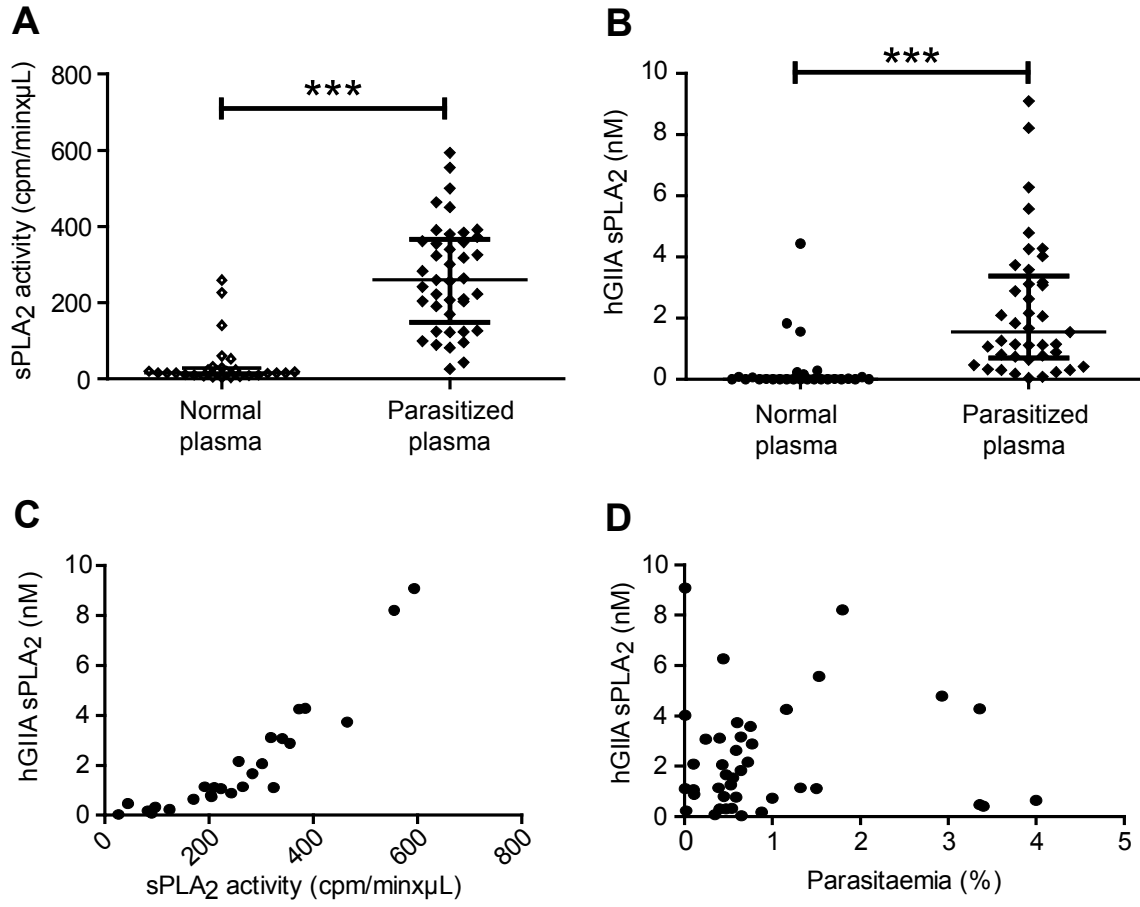 A
sPLA2 activity (cpm/minxµL)
800
600
400
200
0
***
Normal
plasma
Parasitized
plasma
B
hGIIA sPLA2 (nM)
10
8
6
4
2
0
***
Normal
plasma
Parasitized
plasma
C
hGIIA sPLA2 (nM)
10
8
6
4
2
0
0
200
400
600
800
sPLA2 activity (cpm/minxµL)
D
hGIIA sPLA2 (nM)
10
8
6
4
2
0
0
1
2
3
4
5
Parasitaemia (%)